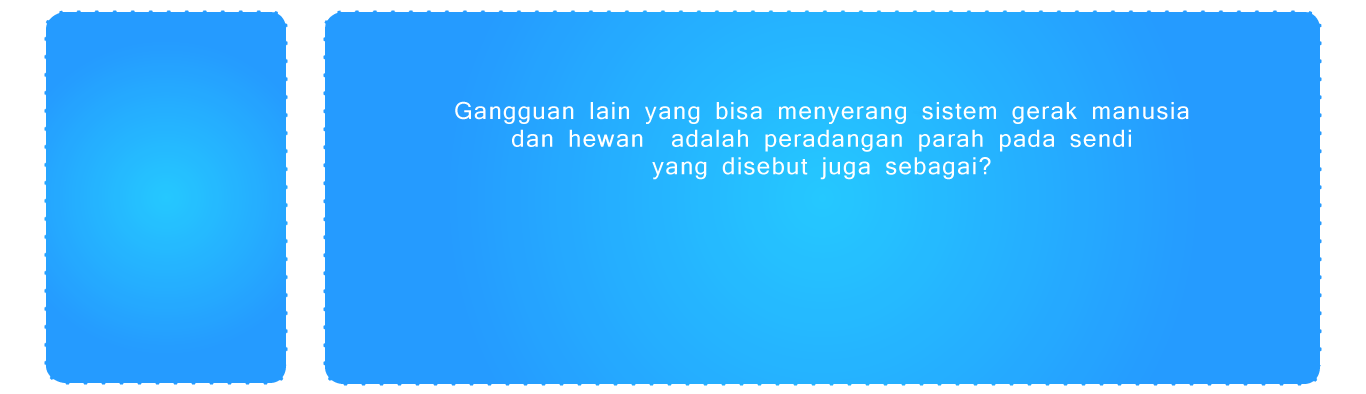 Gangguan lain yang bisa menyerang sistem gerak manusia
dan hewan  adalah peradangan parah pada sendi
yang disebut juga sebagai?